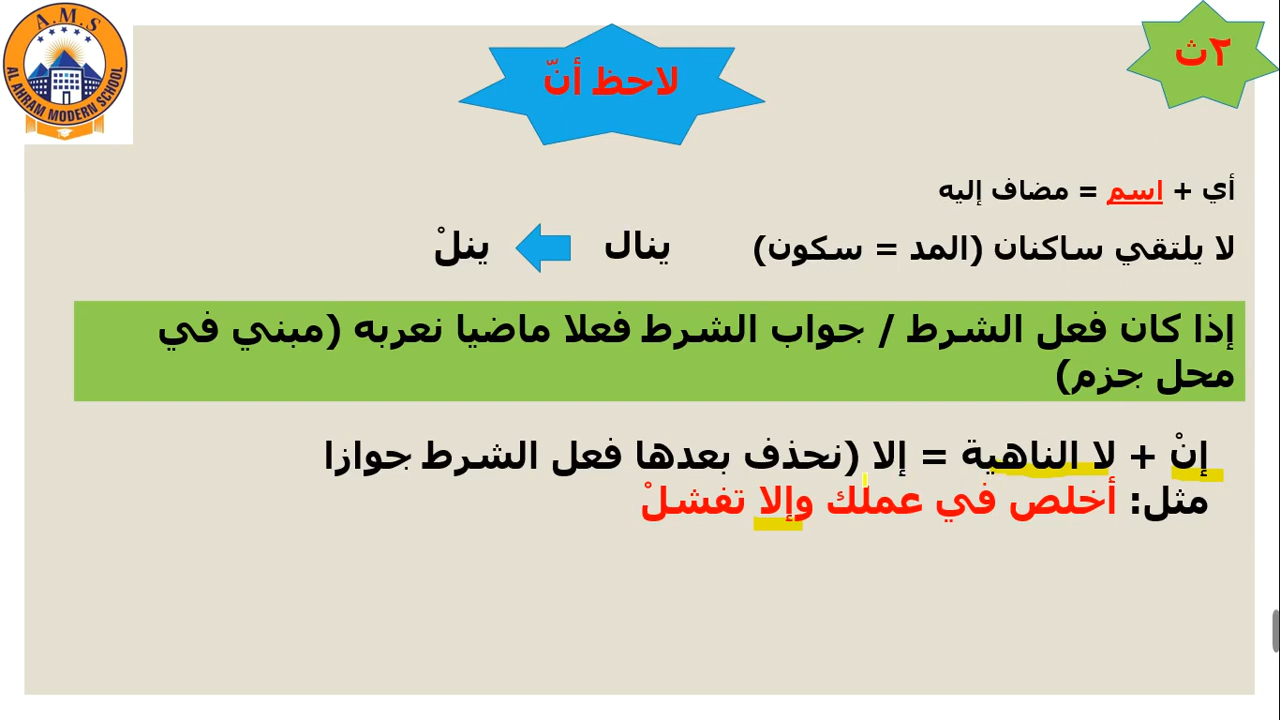 A.M.S
AL AHRAM MODERN SCHOOL
٢ث
لاحظ أنّ
أي + اسم = مضاف إليه
لا يلتقي ساكنان (المد = سكون) ينال ينلْ
إذا كان فعل الشرط / جواب الشرط فعلا ماضيا نعربه (مبني في
محل جزم)
إنْ + لا الناهية = إلا (نحذف بعدها فعل الشرط جوازا
مثل: أخلص في عملك وإلا تفشلْ